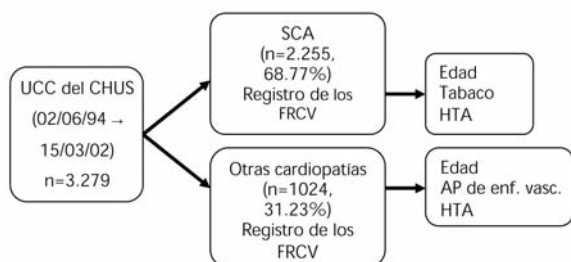 UCC del CHUS
(02/06/94 →
15/03/02)
n=3.279
SCA
(n=2.255,
68.77%)
Registro de los
FRCV
Edad
Tabaco
HTA
Otras cardiopatías
(n=1024,
31.23%)
Registro de los
FRCV
Edad
AP de enf. vasc.
HTA